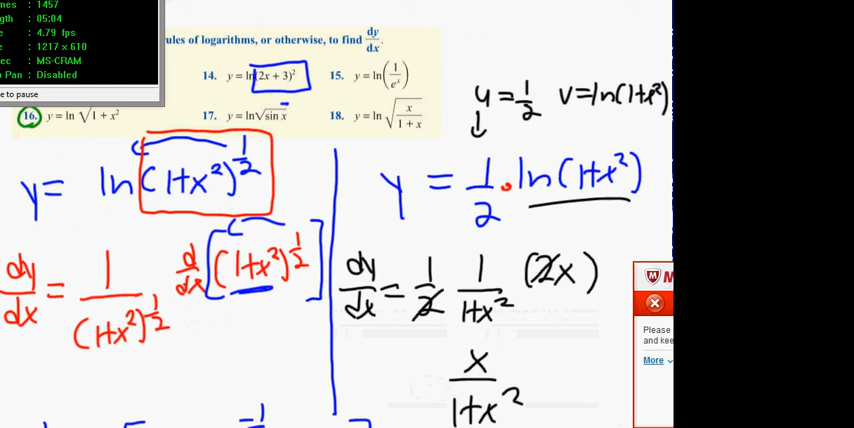 nes : 1457
gth : 05:04
e : 4.79 fps
e : 1217 x 610
ec : MS-CRAM
Pan : Disabled
e to pause
ules of logarithms, or otherwise, to find dy/dx.
14. y = ln(2x + 3)² 15. y = ln(1/eˣ)
16. y = ln √(1 + x²) 17. y = ln√(sin x) 18. y = ln √(x/(1 + x))
u = 1/2 v = ln(1+x²)
y = ln(1+x²)^(1/2)
dy/dx = 1/(1+x²)^(1/2) d/dx[(1+x²)^(1/2)]
y = 1/2 · ln(1+x²)
dy/dx = 1/2 1/(1+x²) (2x)
x/(1+x²)
M
Please
and kee
More